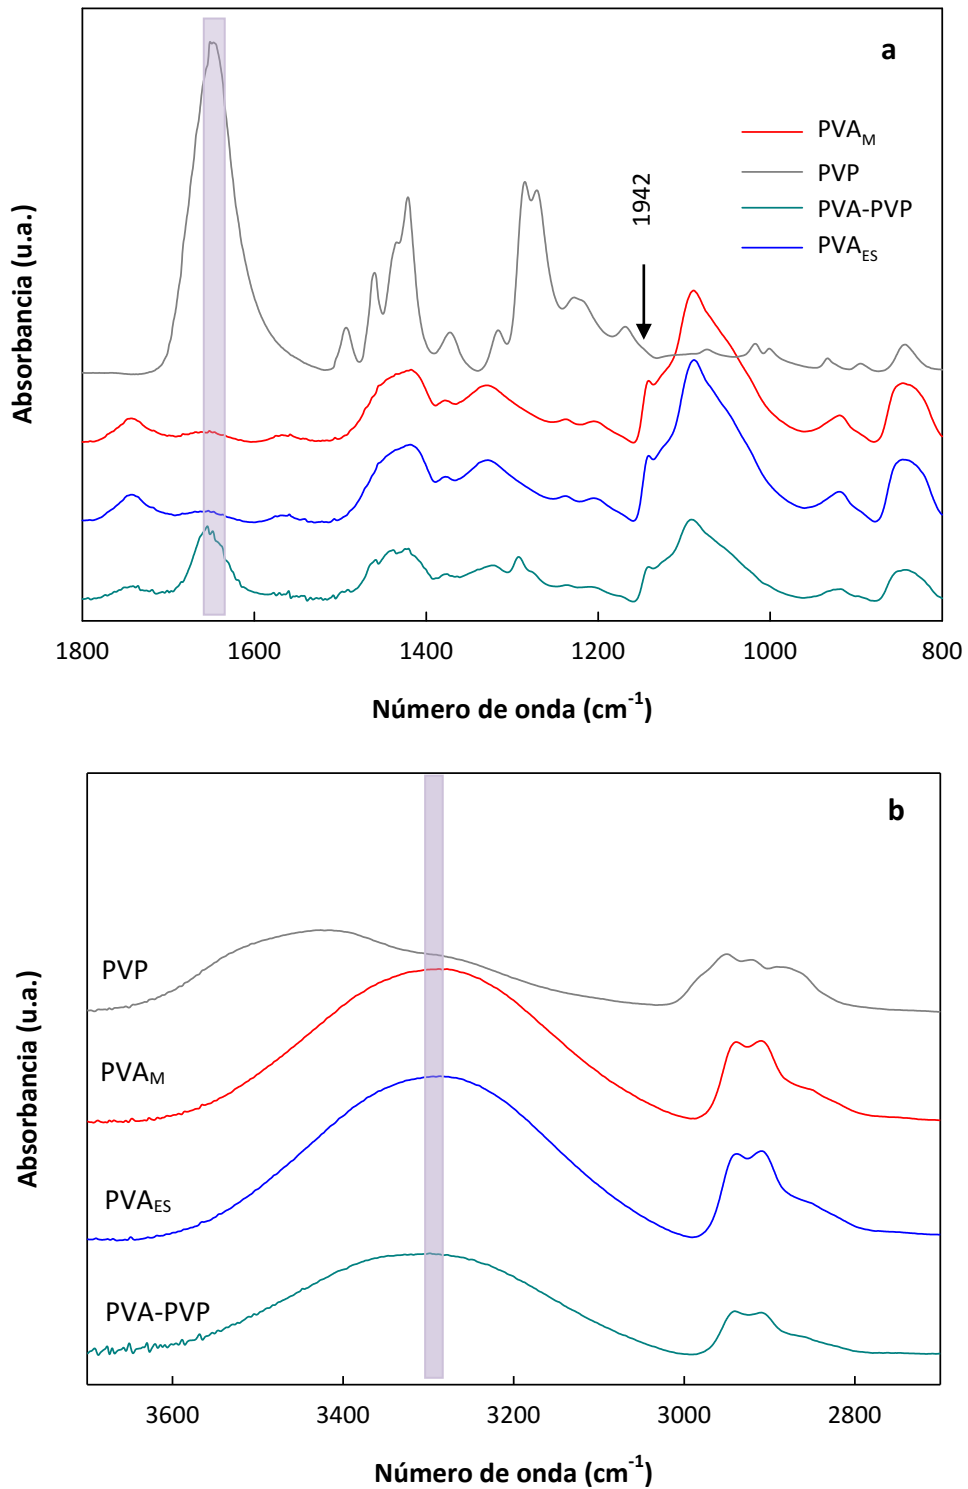 a
PVA_M
PVP
PVA-PVP
PVA_ES
1942
Absorbancia (u.a.)
1800 1600 1400 1200 1000 800
Número de onda (cm⁻¹)
b
PVP
PVA_M
PVA_ES
PVA-PVP
Absorbancia (u.a.)
3600 3400 3200 3000 2800
Número de onda (cm⁻¹)